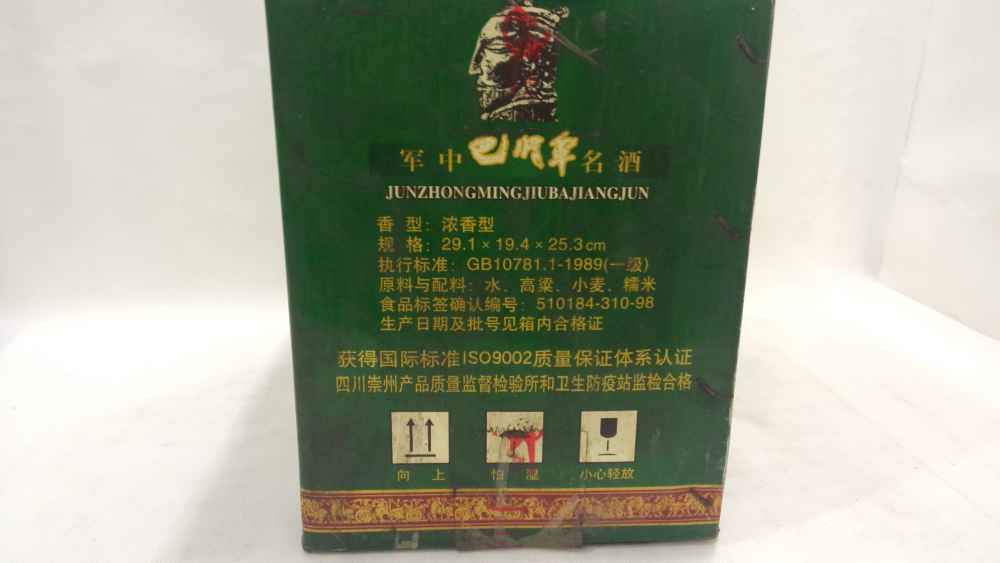 军中巴将军名酒
JUNZHONGMINGJIUBAJIANGJUN
香 型：浓香型
规 格：29.1×19.4×25.3cm
执行标准：GB10781.1-1989(一级)
原料与配料：水、高粱、小麦、糯米
食品标签确认编号：510184-310-98
生产日期及批号见箱内合格证
获得国际标准ISO9002质量保证体系认证
四川崇州产品质量监督检验所和卫生防疫站监检合格
向 上 怕 湿 小心轻放